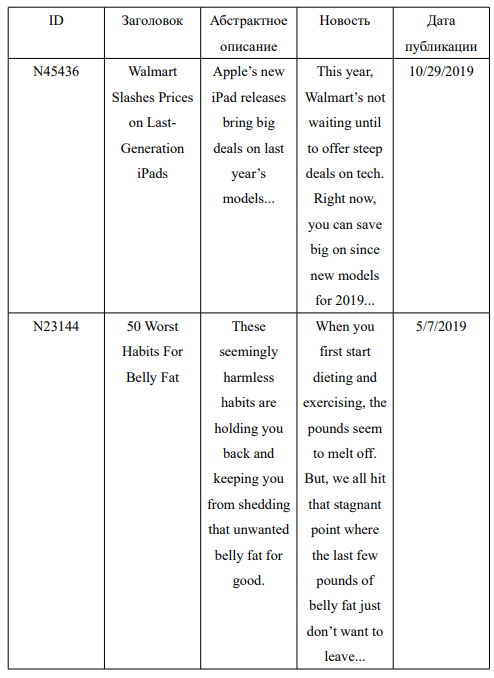 ID
Заголовок
Абстрактное
описание
Новость
Дата
публикации
N45436
Walmart
Slashes Prices
on Last-
Generation
iPads
Apple’s new
iPad releases
bring big
deals on last
year’s
models...
This year,
Walmart’s not
waiting until
to offer steep
deals on tech.
Right now,
you can save
big on since
new models
for 2019...
10/29/2019
N23144
50 Worst
Habits For
Belly Fat
These
seemingly
harmless
habits are
holding you
back and
keeping you
from shedding
that unwanted
belly fat for
good.
When you
first start
dieting and
exercising, the
pounds seem
to melt off.
But, we all hit
that stagnant
point where
the last few
pounds of
belly fat just
don’t want to
leave...
5/7/2019